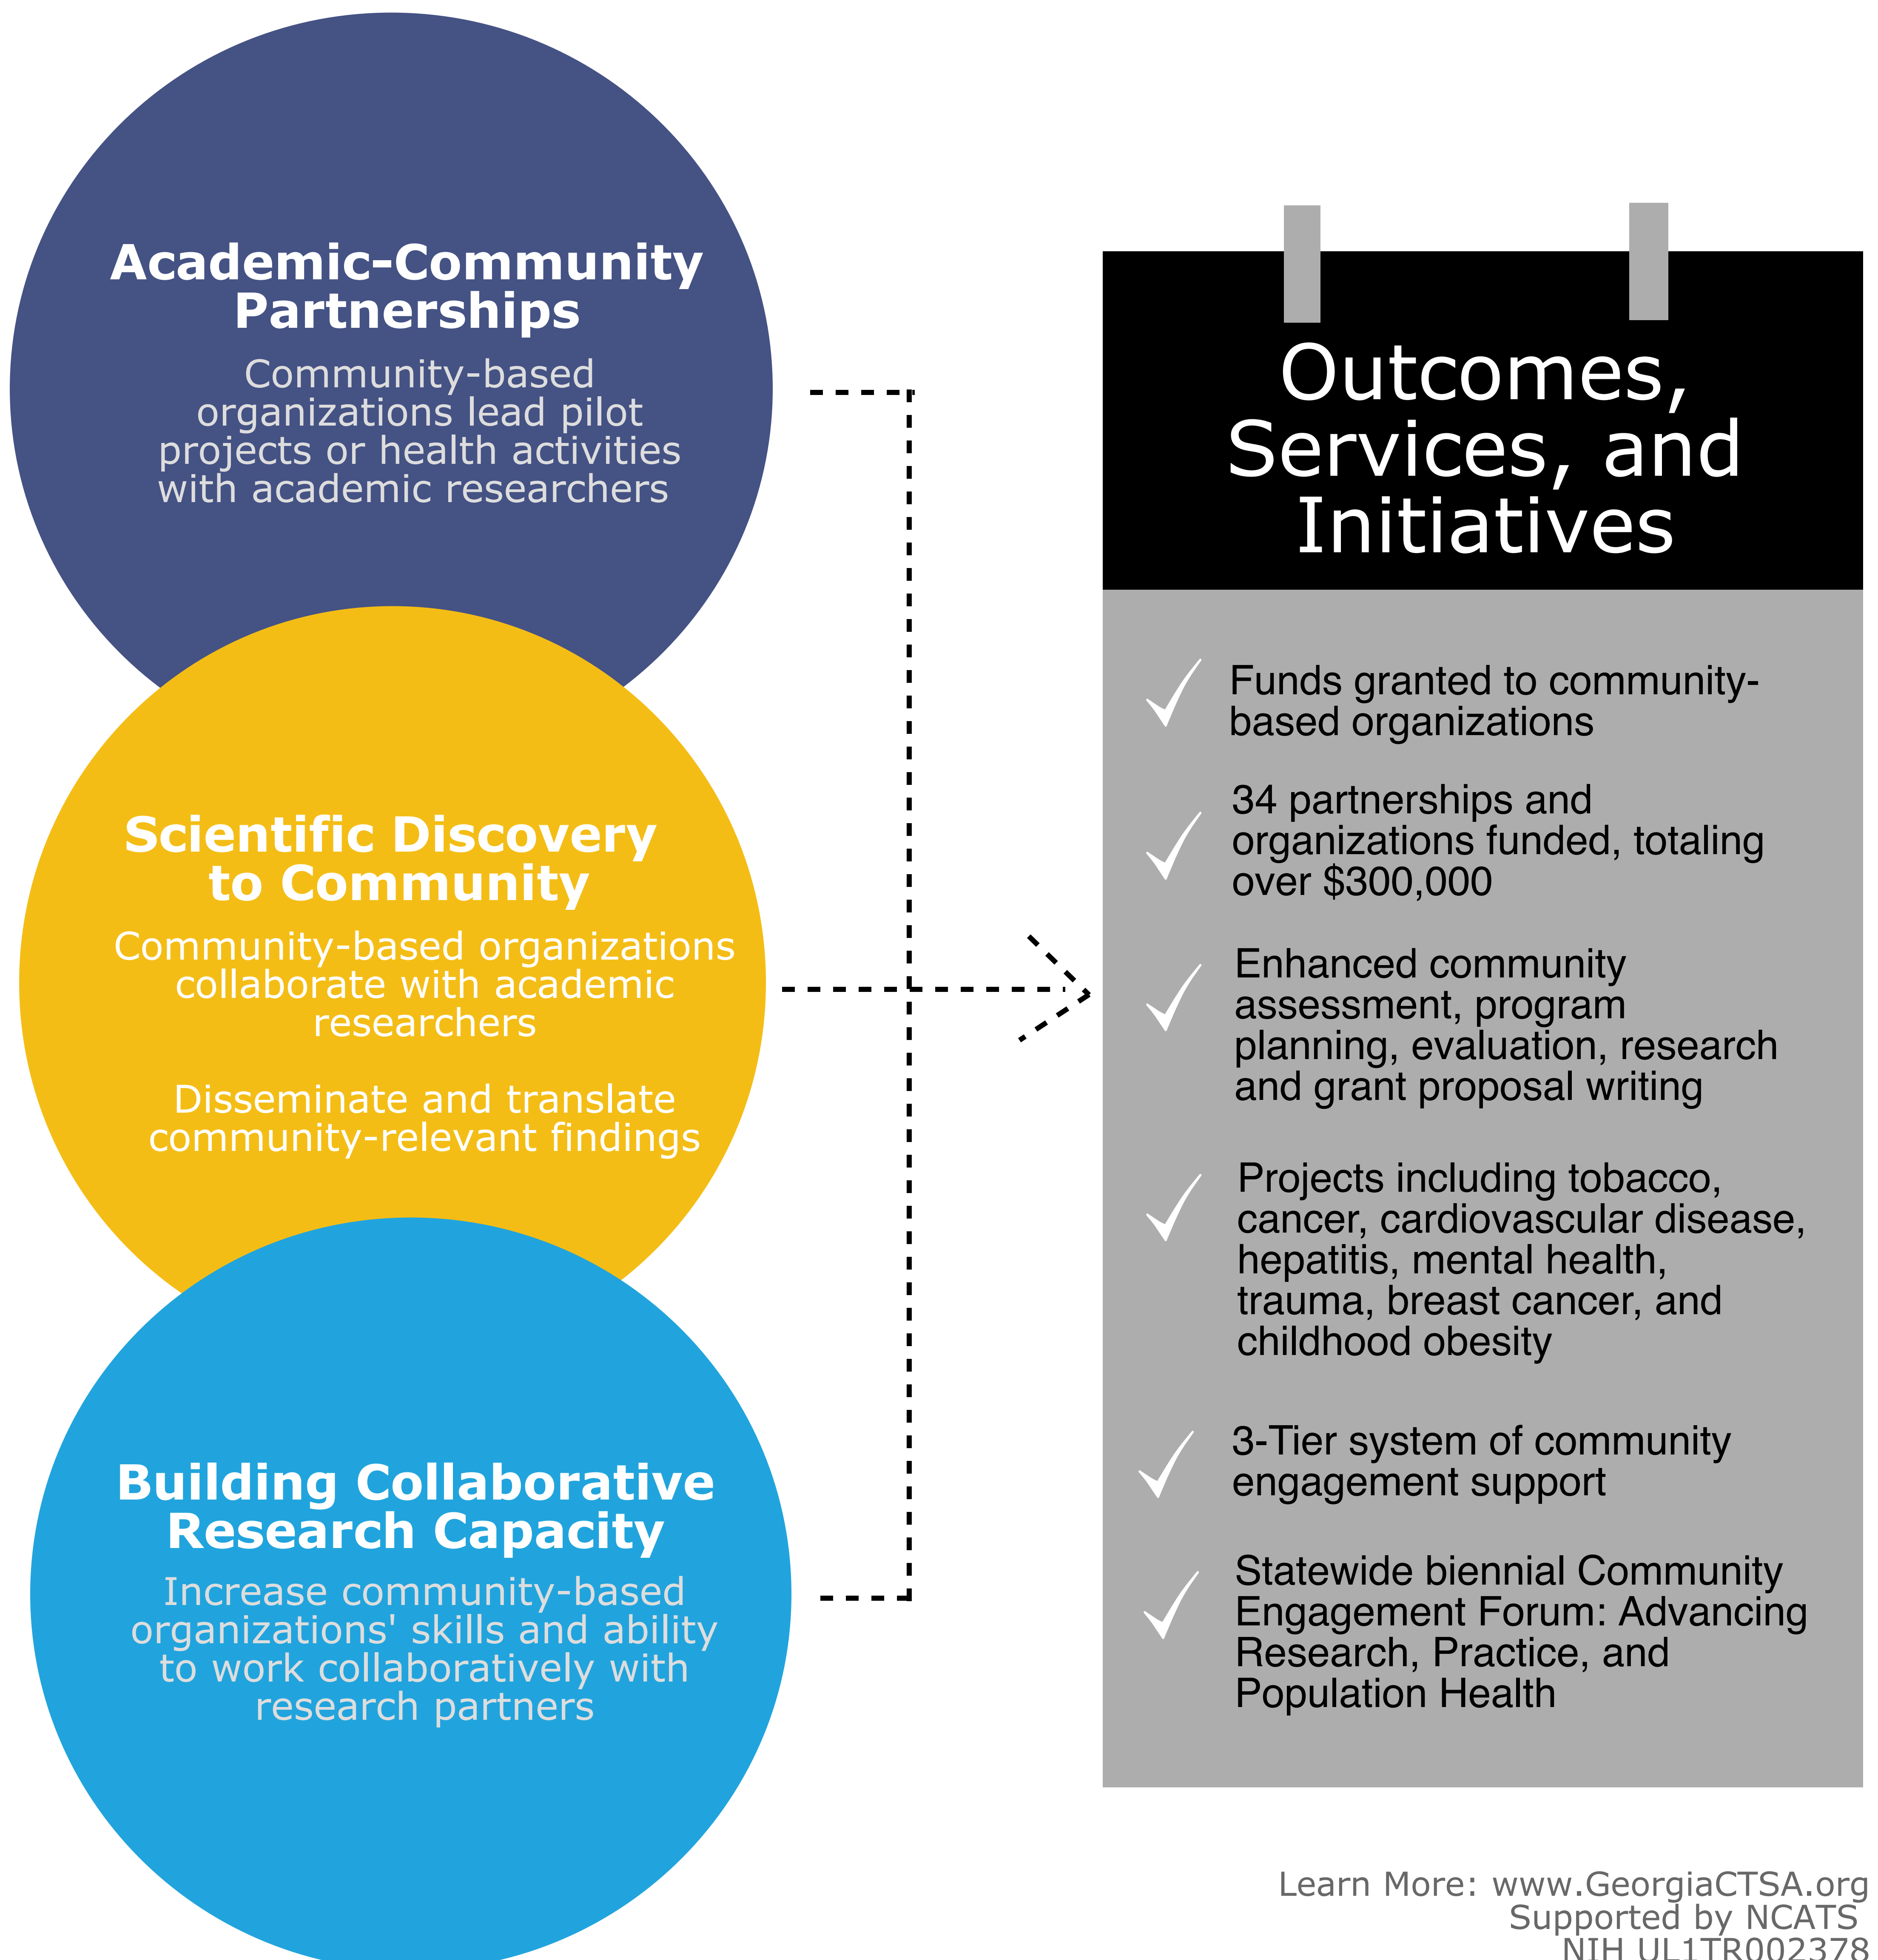 Academic-Community
Partnerships
Community-based
organizations lead pilot
projects or health activities
with academic researchers
Scientific Discovery
to Community
Community-based organizations
collaborate with academic
researchers
Disseminate and translate
community-relevant findings
Building Collaborative
Research Capacity
Increase community-based
organizations' skills and ability
to work collaboratively with
research partners
Outcomes,
Services, and
Initiatives
Funds granted to community-
based organizations
34 partnerships and
organizations funded, totaling
over $300,000
Enhanced community
assessment, program
planning, evaluation, research
and grant proposal writing
Projects including tobacco,
cancer, cardiovascular disease,
hepatitis, mental health,
trauma, breast cancer, and
childhood obesity
3-Tier system of community
engagement support
Statewide biennial Community
Engagement Forum: Advancing
Research, Practice, and
Population Health
Learn More: www.GeorgiaCTSA.org
Supported by NCATS
NIH UL1TR002378